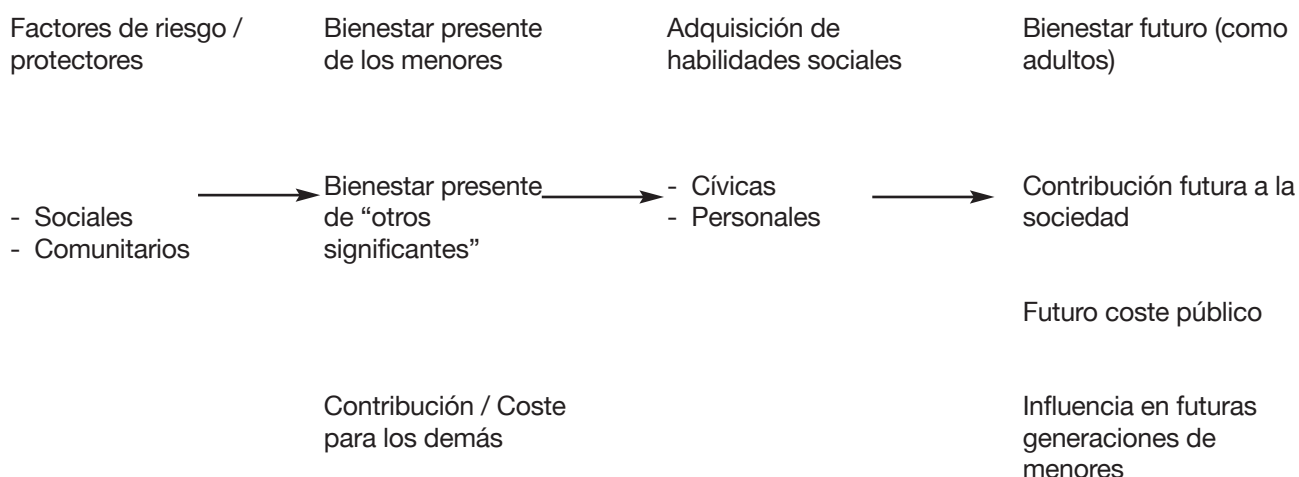 Factores de riesgo /
protectores
Bienestar presente
de los menores
Adquisición de
habilidades sociales
Bienestar futuro (como
adultos)
- Sociales
- Comunitarios
Bienestar presente
de “otros
significantes”
- Cívicas
- Personales
Contribución futura a la
sociedad
Futuro coste público
Contribución / Coste
para los demás
Influencia en futuras
generaciones de
menores